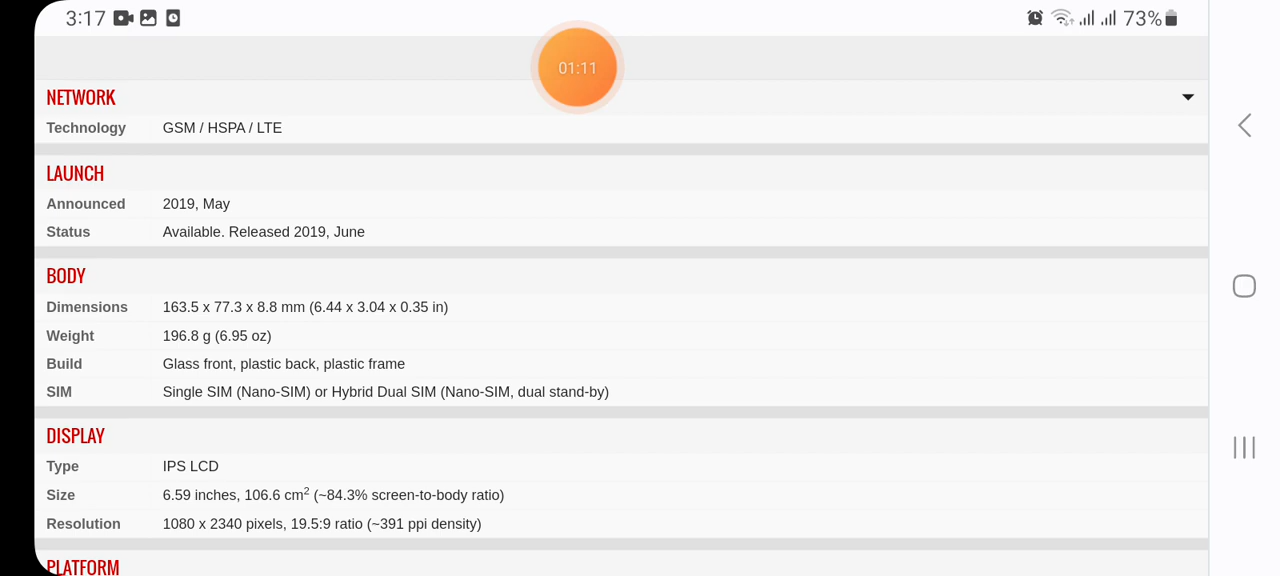 3:17 73%
01:11
NETWORK
Technology GSM / HSPA / LTE
LAUNCH
Announced 2019, May
Status Available. Released 2019, June
BODY
Dimensions 163.5 x 77.3 x 8.8 mm (6.44 x 3.04 x 0.35 in)
Weight 196.8 g (6.95 oz)
Build Glass front, plastic back, plastic frame
SIM Single SIM (Nano-SIM) or Hybrid Dual SIM (Nano-SIM, dual stand-by)
DISPLAY
Type IPS LCD
Size 6.59 inches, 106.6 cm² (~84.3% screen-to-body ratio)
Resolution 1080 x 2340 pixels, 19.5:9 ratio (~391 ppi density)
PLATFORM